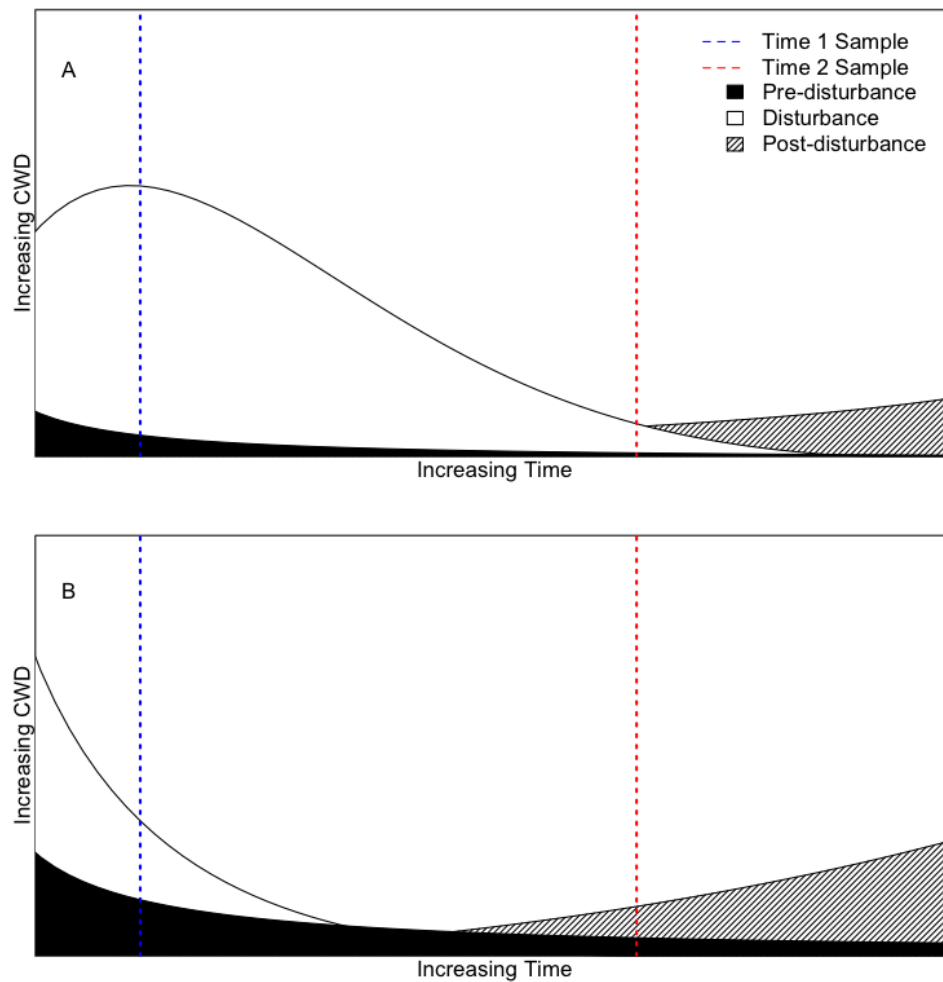 A
Time 1 Sample
Time 2 Sample
Pre-disturbance
Disturbance
Post-disturbance
Increasing CWD
Increasing Time
B
Increasing CWD
Increasing Time